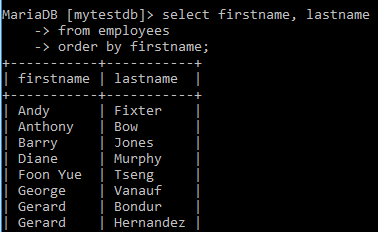 MariaDB [mytestdb]> select firstname, lastname
    -> from employees
    -> order by firstname;
+-----------+-----------+
| firstname | lastname  |
+-----------+-----------+
| Andy      | Fixter    |
| Anthony   | Bow       |
| Barry     | Jones     |
| Diane     | Murphy    |
| Foon Yue  | Tseng     |
| George    | Vanauf    |
| Gerard    | Bondur    |
| Gerard    | Hernandez |